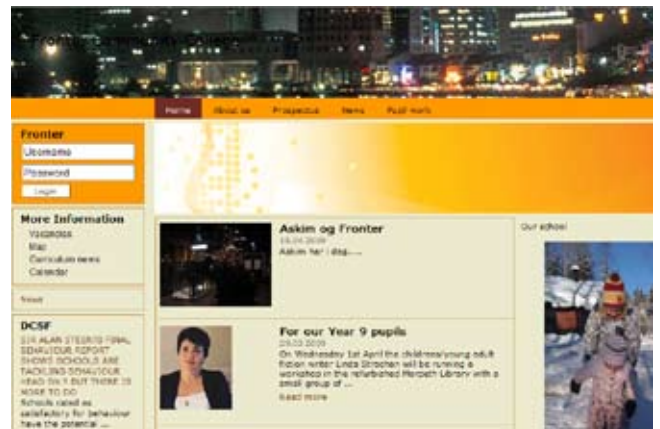 Fronter Community College
Home About us Prospectus News Pupil work
Fronter
Username
Password
Login
More Information
Vacancies
Map
Curriculum news
Calendar
News
DCSF
SIR ALAN STEER'S FINAL
BEHAVIOUR REPORT
SHOWS SCHOOLS ARE
TACKLING BEHAVIOUR
HEAD ON, BUT THERE IS
MORE TO DO
Schools rated as
satisfactory for behaviour
have the potential ...
Askim og Fronter
Askim her i dag.....
For our Year 9 pupils
On Wednesday 1st April the childrens/young adult
fiction writer Linda Strachan will be running a
workshop in the refurbished Morpeth Library with a
small group of ...
Read more
Our school